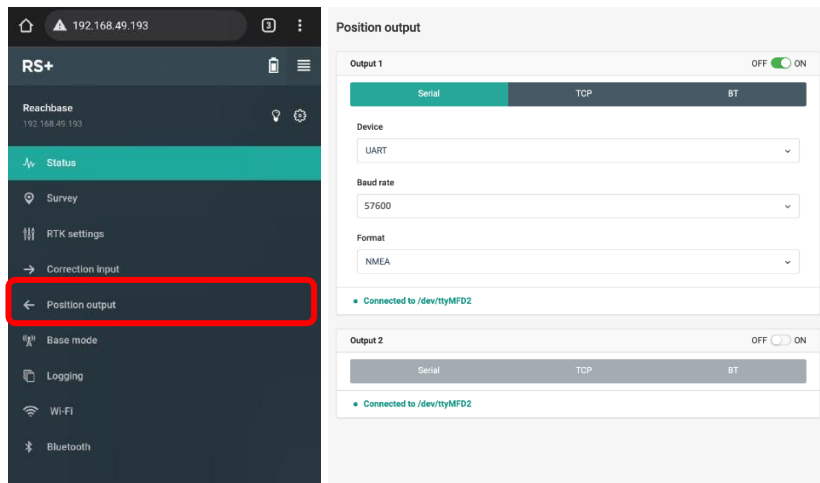 192.168.49.193
3
RS+
Reachbase
192.168.49.193
Status
Survey
RTK settings
Correction input
Position output
Base mode
Logging
Wi-Fi
Bluetooth
Position output
Output 1
OFF ON
Serial TCP BT
Device
UART
Baud rate
57600
Format
NMEA
Connected to /dev/ttyMFD2
Output 2
OFF ON
Serial TCP BT
Connected to /dev/ttyMFD2